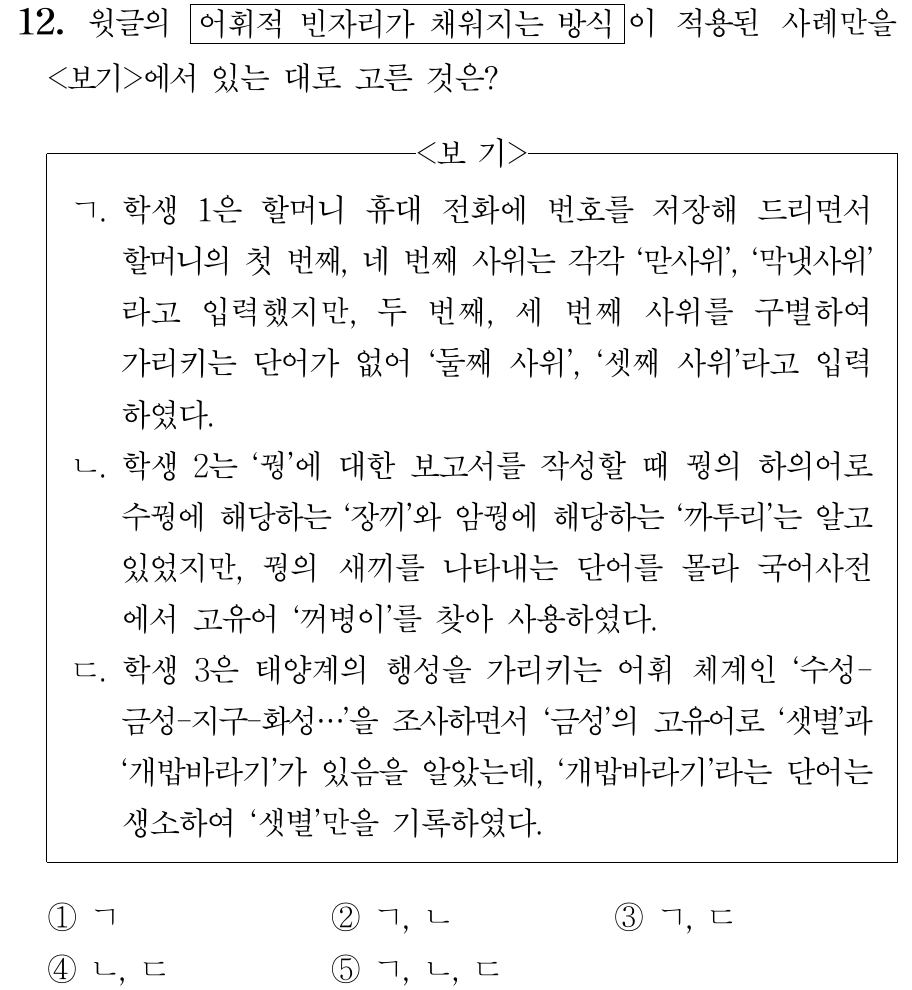 12. 윗글의 어휘적 빈자리가 채워지는 방식이 적용된 사례만을
<보기>에서 있는 대로 고른 것은?
<보 기>
ㄱ. 학생 1은 할머니 휴대 전화에 번호를 저장해 드리면서
할머니의 첫 번째, 네 번째 사위는 각각 ‘맏사위’, ‘막냇사위’
라고 입력했지만, 두 번째, 세 번째 사위를 구별하여
가리키는 단어가 없어 ‘둘째 사위’, ‘셋째 사위’라고 입력
하였다.
ㄴ. 학생 2는 ‘꿩’에 대한 보고서를 작성할 때 꿩의 하의어로
수꿩에 해당하는 ‘장끼’와 암꿩에 해당하는 ‘까투리’는 알고
있었지만, 꿩의 새끼를 나타내는 단어를 몰라 국어사전
에서 고유어 ‘꺼병이’를 찾아 사용하였다.
ㄷ. 학생 3은 태양계의 행성을 가리키는 어휘 체계인 ‘수성-
금성-지구-화성…’을 조사하면서 ‘금성’의 고유어로 ‘샛별’과
‘개밥바라기’가 있음을 알았는데, ‘개밥바라기’라는 단어는
생소하여 ‘샛별’만을 기록하였다.
① ㄱ ② ㄱ, ㄴ ③ ㄱ, ㄷ
④ ㄴ, ㄷ ⑤ ㄱ, ㄴ, ㄷ